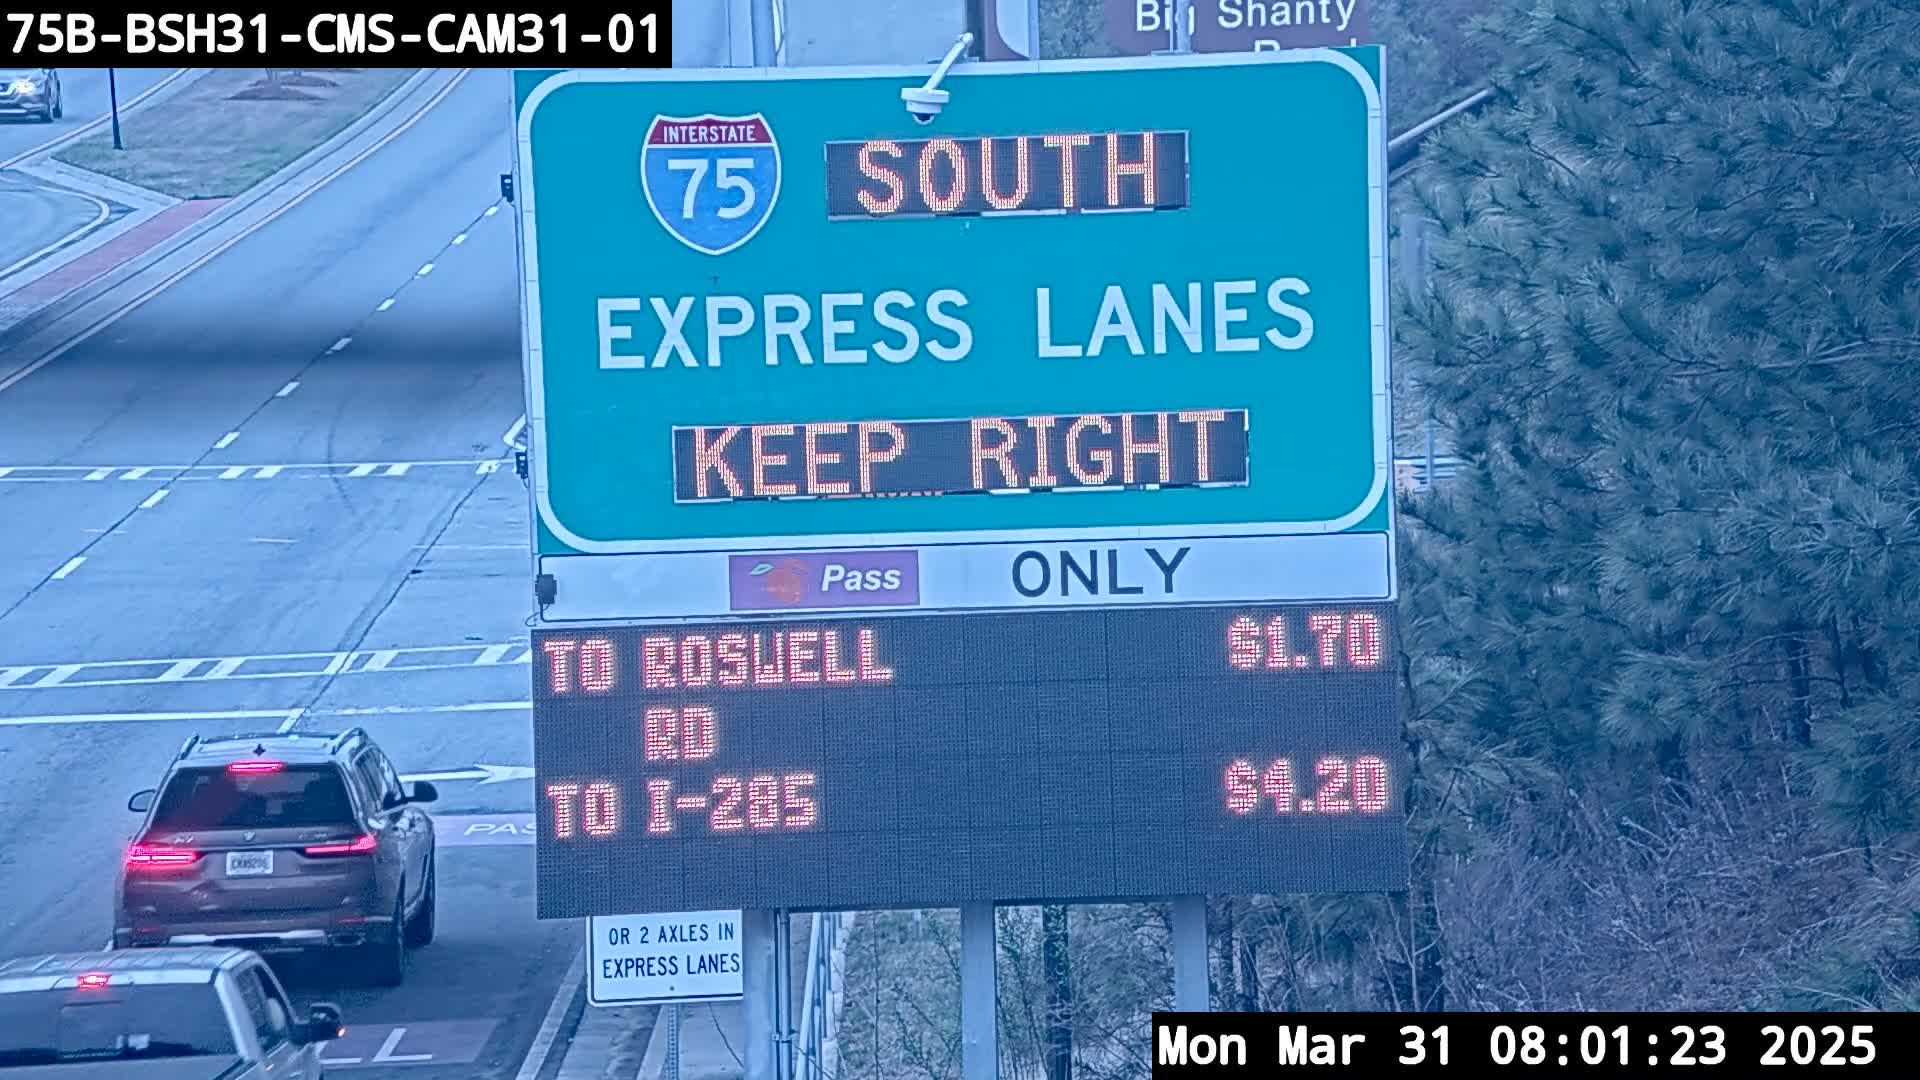 75B-BSH31-CMS-CAM31-01
Big Shanty
INTERSTATE
75
SOUTH
EXPRESS LANES
KEEP RIGHT
Pass ONLY
TO ROSWELL $1.70
RD
TO I-285 $4.20
OR 2 AXLES IN
EXPRESS LANES
Mon Mar 31 08:01:23 2025